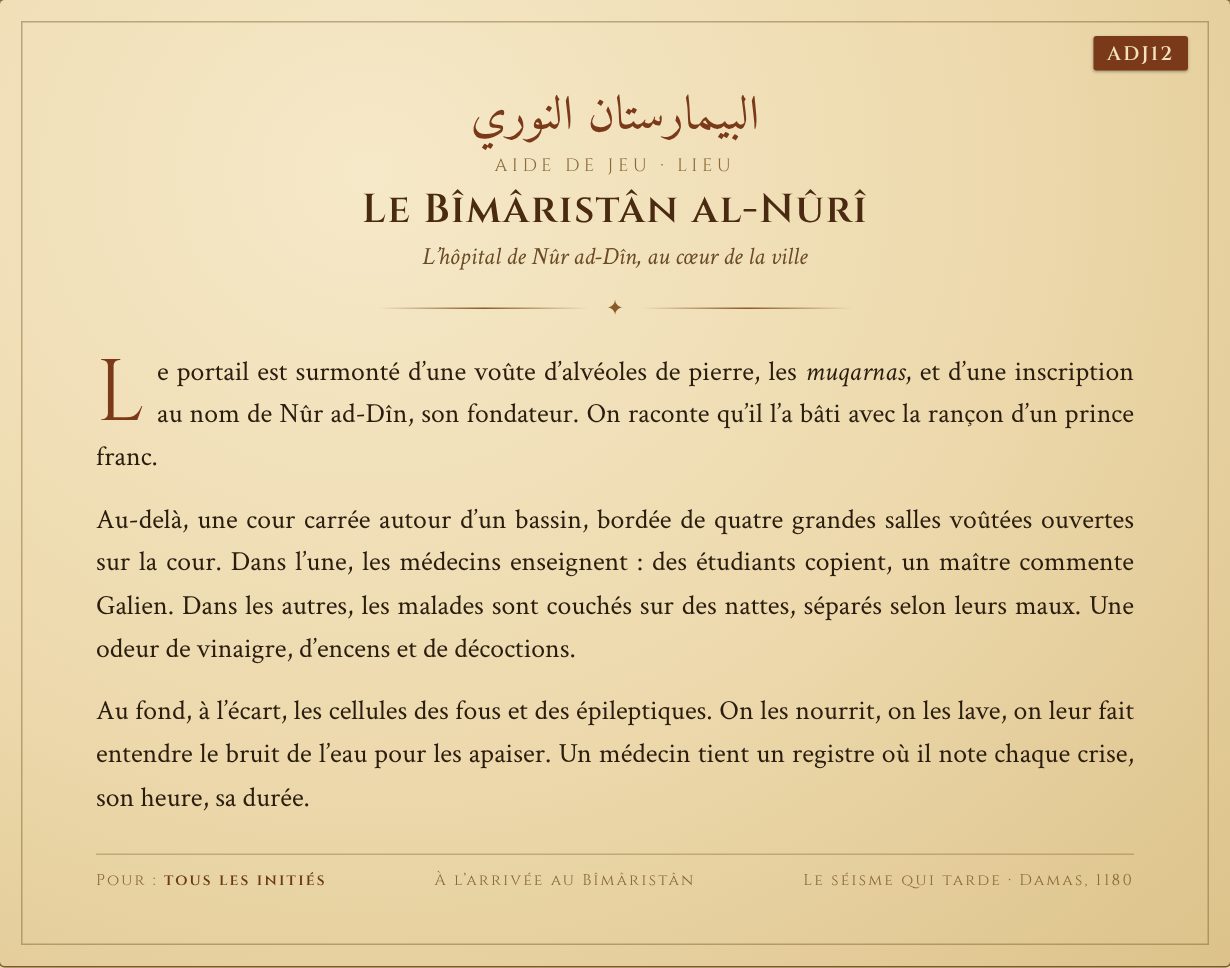 ADJ12
البيمارستان النوري
AIDE DE JEU · LIEU
LE BÎMÂRISTÂN AL-NÛRÎ
L’hôpital de Nûr ad-Dîn, au cœur de la ville
Le portail est surmonté d’une voûte d’alvéoles de pierre, les muqarnas, et d’une inscription
au nom de Nûr ad-Dîn, son fondateur. On raconte qu’il l’a bâti avec la rançon d’un prince
franc.
Au-delà, une cour carrée autour d’un bassin, bordée de quatre grandes salles voûtées ouvertes
sur la cour. Dans l’une, les médecins enseignent : des étudiants copient, un maître commente
Galien. Dans les autres, les malades sont couchés sur des nattes, séparés selon leurs maux. Une
odeur de vinaigre, d’encens et de décoctions.
Au fond, à l’écart, les cellules des fous et des épileptiques. On les nourrit, on les lave, on leur fait
entendre le bruit de l’eau pour les apaiser. Un médecin tient un registre où il note chaque crise,
son heure, sa durée.
POUR : TOUS LES INITIÉS
À L’ARRIVÉE AU BÎMÂRISTÂN
LE SÉISME QUI TARDE · DAMAS, 1180